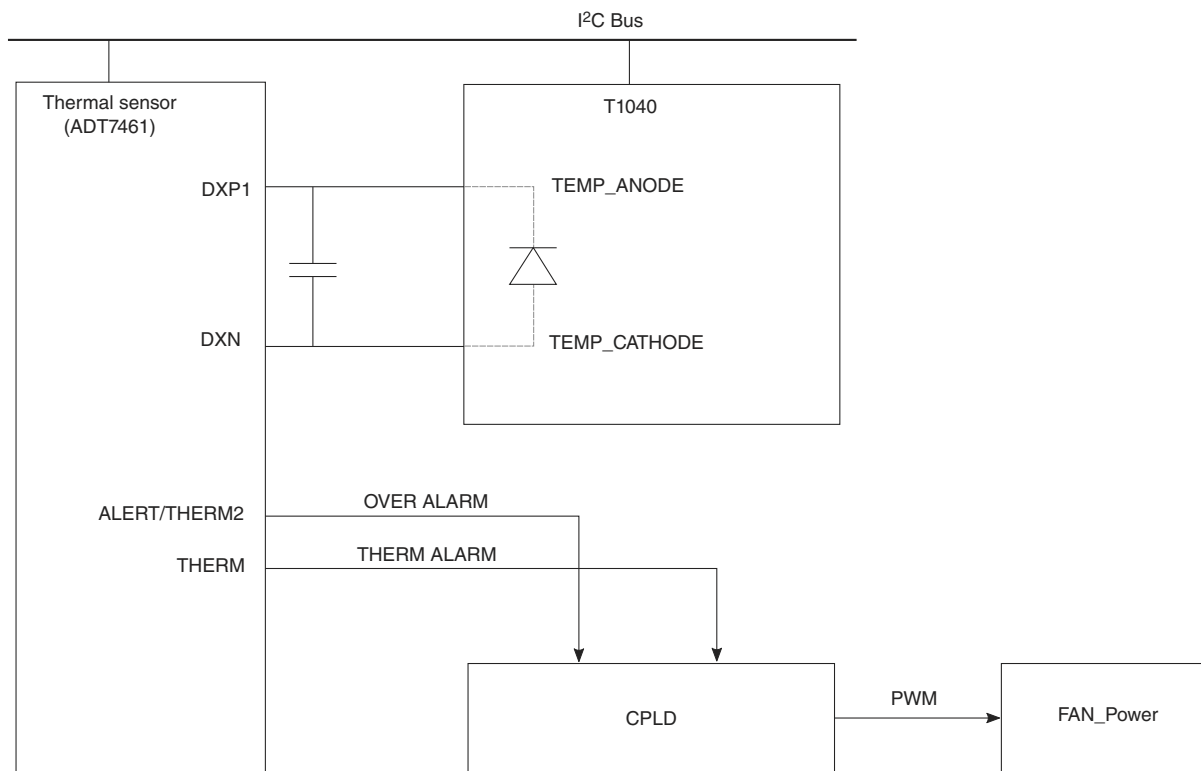 I²C Bus
Thermal sensor
(ADT7461)
T1040
DXP1
TEMP_ANODE
DXN
TEMP_CATHODE
ALERT/THERM2
OVER ALARM
THERM
THERM ALARM
CPLD
PWM
FAN_Power